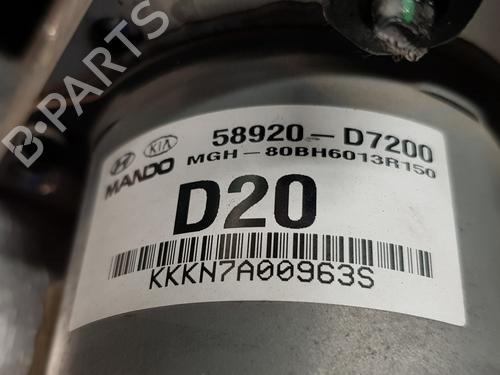 B-PARTS
58920-D7200
KIA
MANDO
MGH-80BH6013R150
D20
KKKN7A00963S